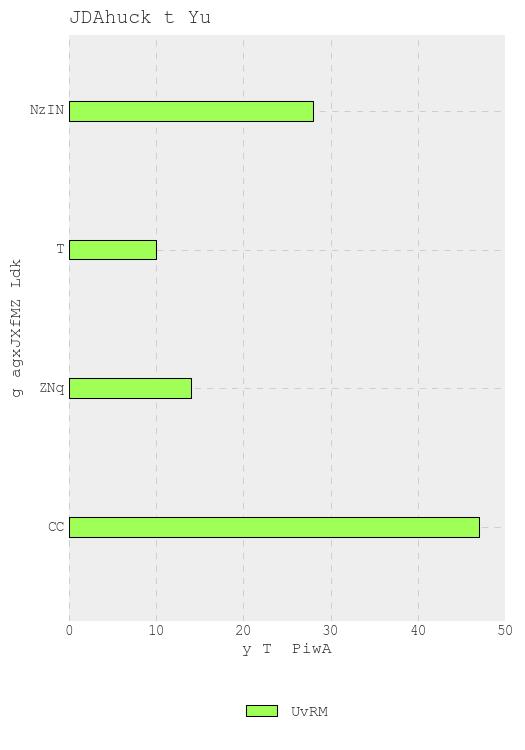 JDAhuck t Yu
NzIN
T
ZNq
CC
g agxJXfMZ Ldk
0 10 20 30 40 50
y T  PiwA
UvRM